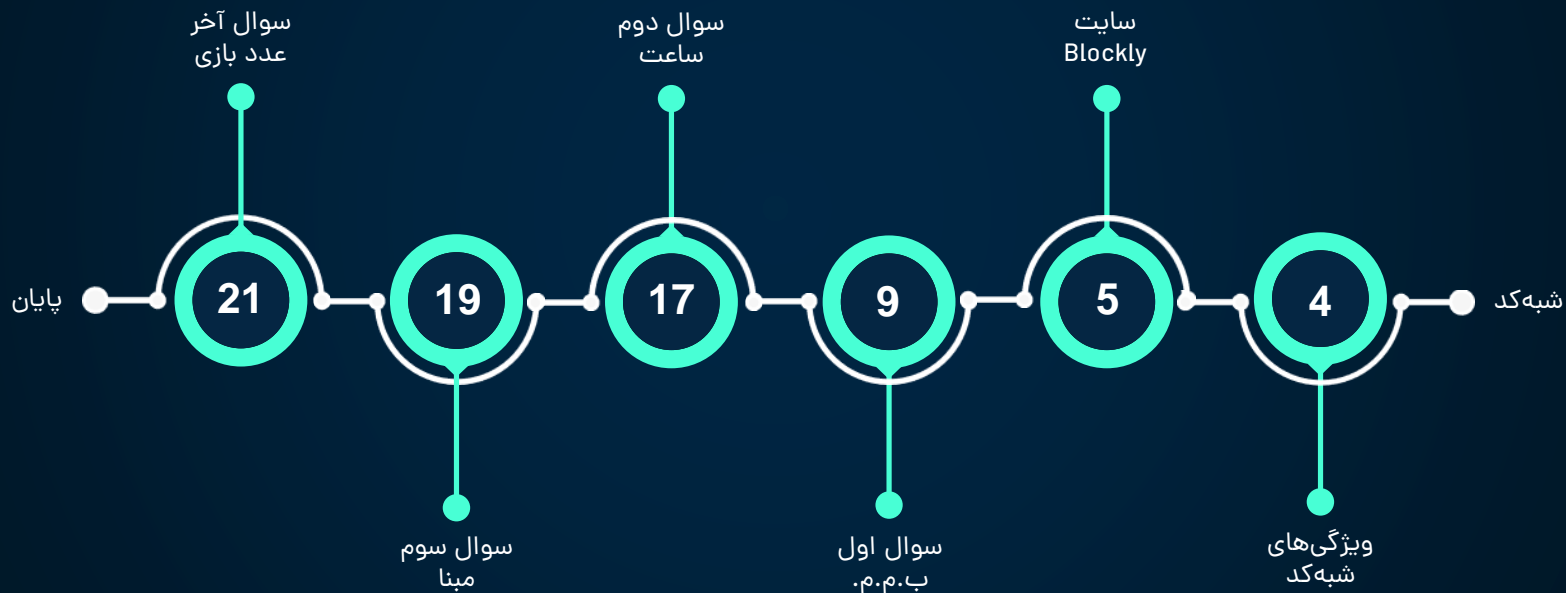 شبه‌کد
4
ویژگی‌های
شبه‌کد
5
سایت
Blockly
9
سوال اول
ب.م.م.
17
سوال دوم
ساعت
19
سوال سوم
مبنا
21
سوال آخر
عدد بازی
پایان